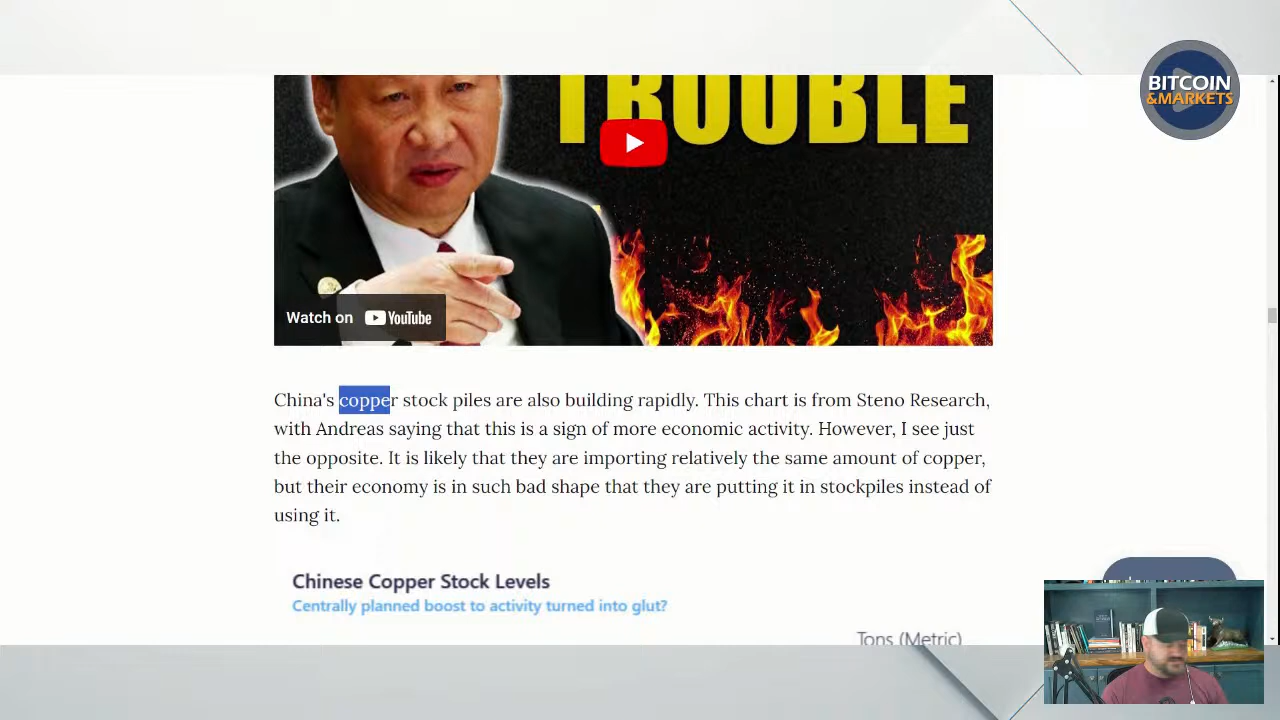 BITCOIN
&MARKETS
TROUBLE
Watch on YouTube
China's copper stock piles are also building rapidly. This chart is from Steno Research,
with Andreas saying that this is a sign of more economic activity. However, I see just
the opposite. It is likely that they are importing relatively the same amount of copper,
but their economy is in such bad shape that they are putting it in stockpiles instead of
using it.
Chinese Copper Stock Levels
Centrally planned boost to activity turned into glut?
Tons (Metric)